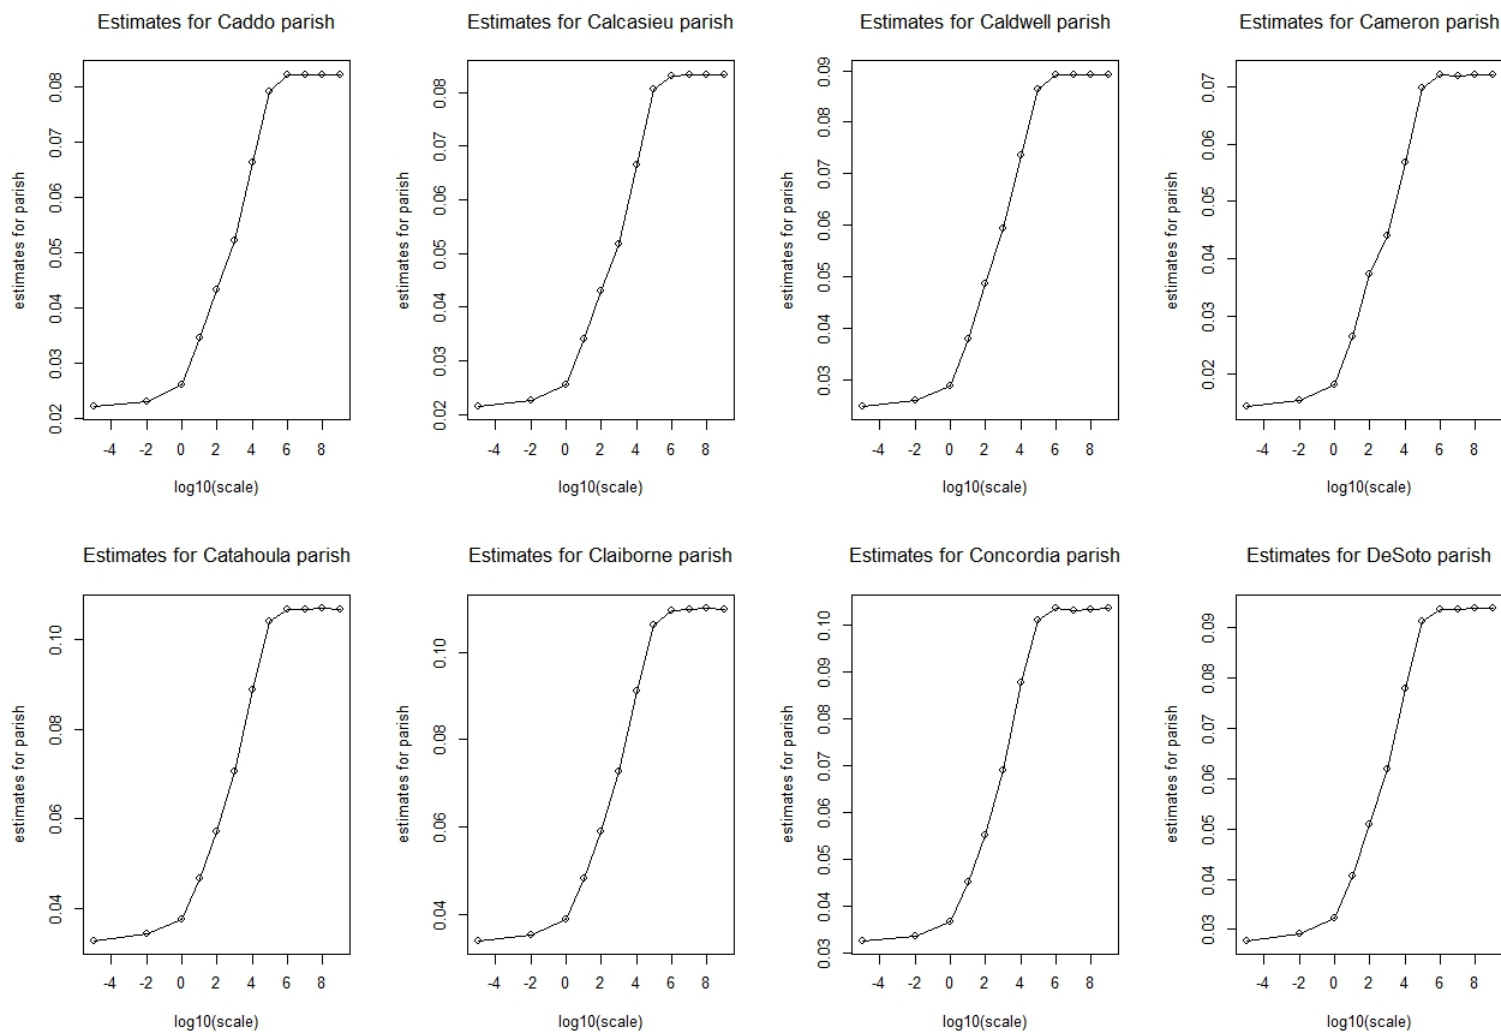 Estimates for Caddo parish
estimates for parish
0.02 0.03 0.04 0.05 0.06 0.07 0.08
-4 -2 0 2 4 6 8
log10(scale)
Estimates for Calcasieu parish
estimates for parish
0.02 0.03 0.04 0.05 0.06 0.07 0.08
-4 -2 0 2 4 6 8
log10(scale)
Estimates for Caldwell parish
estimates for parish
0.03 0.04 0.05 0.06 0.07 0.08 0.09
-4 -2 0 2 4 6 8
log10(scale)
Estimates for Cameron parish
estimates for parish
0.02 0.03 0.04 0.05 0.06 0.07
-4 -2 0 2 4 6 8
log10(scale)
Estimates for Catahoula parish
estimates for parish
0.04 0.06 0.08 0.10
-4 -2 0 2 4 6 8
log10(scale)
Estimates for Claiborne parish
estimates for parish
0.04 0.06 0.08 0.10
-4 -2 0 2 4 6 8
log10(scale)
Estimates for Concordia parish
estimates for parish
0.03 0.04 0.05 0.06 0.07 0.08 0.09 0.10
-4 -2 0 2 4 6 8
log10(scale)
Estimates for DeSoto parish
estimates for parish
0.03 0.04 0.05 0.06 0.07 0.08 0.09
-4 -2 0 2 4 6 8
log10(scale)